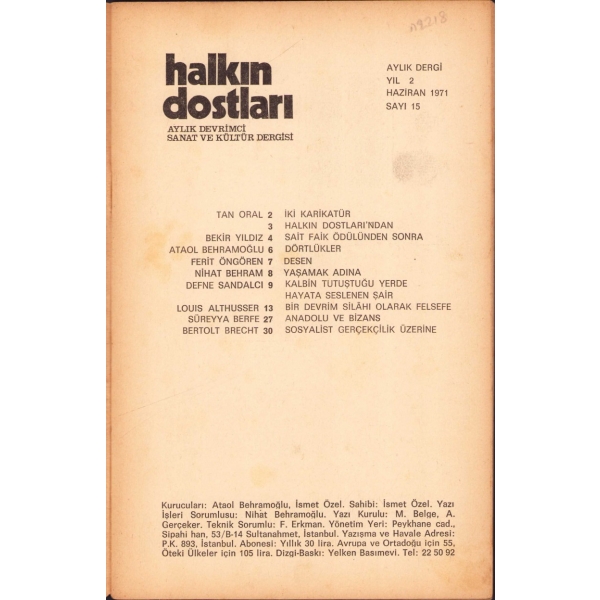 A9218
halkın
dostları
AYLIK DEVRİMCİ
SANAT VE KÜLTÜR DERGİSİ
AYLIK DERGİ
YIL 2
HAZİRAN 1971
SAYI 15
TAN ORAL 2 İKİ KARİKATÜR
3 HALKIN DOSTLARI'NDAN
BEKİR YILDIZ 4 SAİT FAİK ÖDÜLÜNDEN SONRA
ATAOL BEHRAMOĞLU 6 DÖRTLÜKLER
FERİT ÖNGÖREN 7 DESEN
NİHAT BEHRAM 8 YAŞAMAK ADINA
DEFNE SANDALCI 9 KALBİN TUTUŞTUĞU YERDE
HAYATA SESLENEN ŞAİR
LOUIS ALTHUSSER 13 BİR DEVRİM SİLÂHI OLARAK FELSEFE
SÜREYYA BERFE 27 ANADOLU VE BİZANS
BERTOLT BRECHT 30 SOSYALİST GERÇEKÇİLİK ÜZERİNE
Kurucuları: Ataol Behramoğlu, İsmet Özel. Sahibi: İsmet Özel. Yazı
İşleri Sorumlusu: Nihat Behramoğlu. Yazı Kurulu: M. Belge, A.
Gerçeker. Teknik Sorumlu: F. Erkman. Yönetim Yeri: Peykhane cad.,
Sipahi han, 53/B-14 Sultanahmet, İstanbul. Yazışma ve Havale Adresi:
P.K. 893, İstanbul. Abonesi: Yıllık 30 lira. Avrupa ve Ortadoğu için 55,
Öteki Ülkeler için 105 lira. Dizgi-Baskı: Yelken Basımevi. Tel: 22 50 92